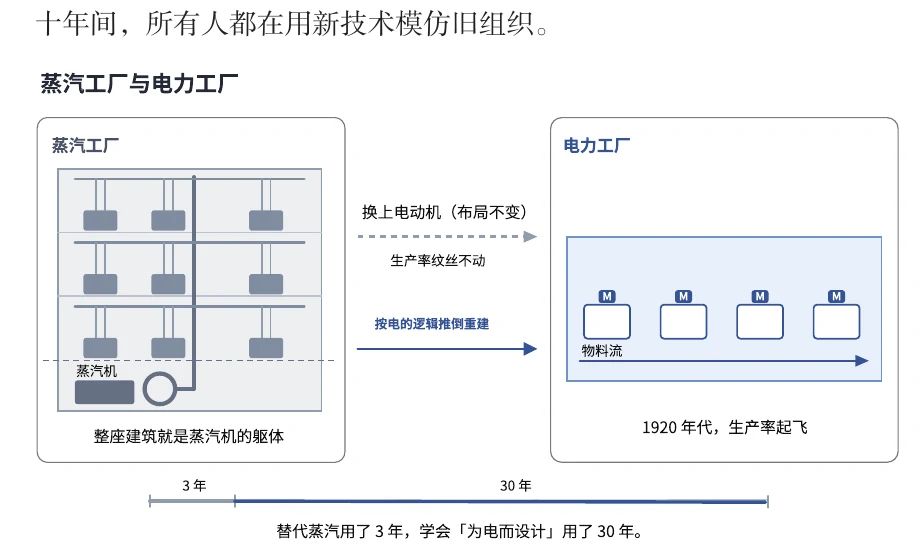 十年间，所有人都在用新技术模仿旧组织。
蒸汽工厂与电力工厂
蒸汽工厂
蒸汽机
整座建筑就是蒸汽机的躯体
换上电动机（布局不变）
生产率纹丝不动
按电的逻辑推倒重建
电力工厂
M M M M
物料流
1920 年代，生产率起飞
3 年 30 年
替代蒸汽用了 3 年，学会「为电而设计」用了 30 年。